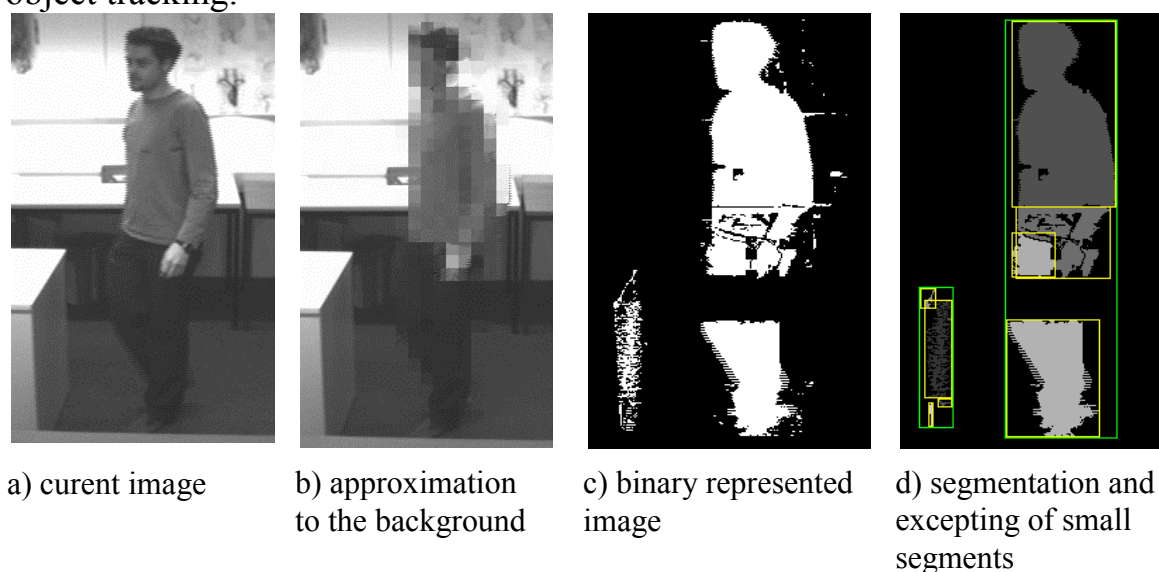 object tracking.
a) curent image
b) approximation
to the background
c) binary represented
image
d) segmentation and
excepting of small
segments